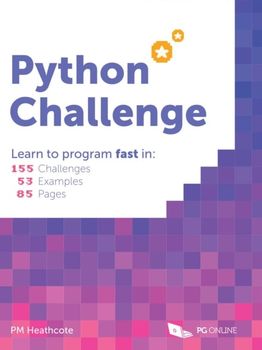 Python
Challenge
Learn to program fast in:
155 Challenges
53 Examples
85 Pages
PM Heathcote
PG ONLINE